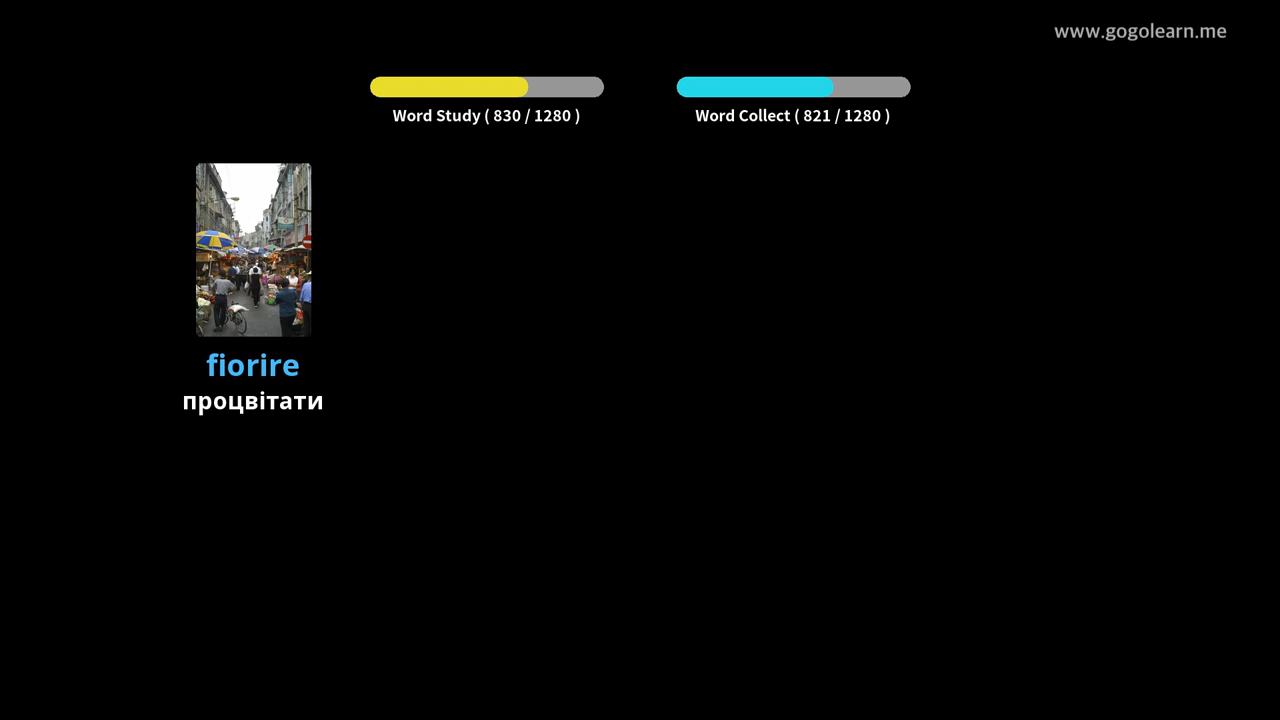 www.gogolearn.me
Word Study ( 830 / 1280 )
Word Collect ( 821 / 1280 )
fiorire
процвітати